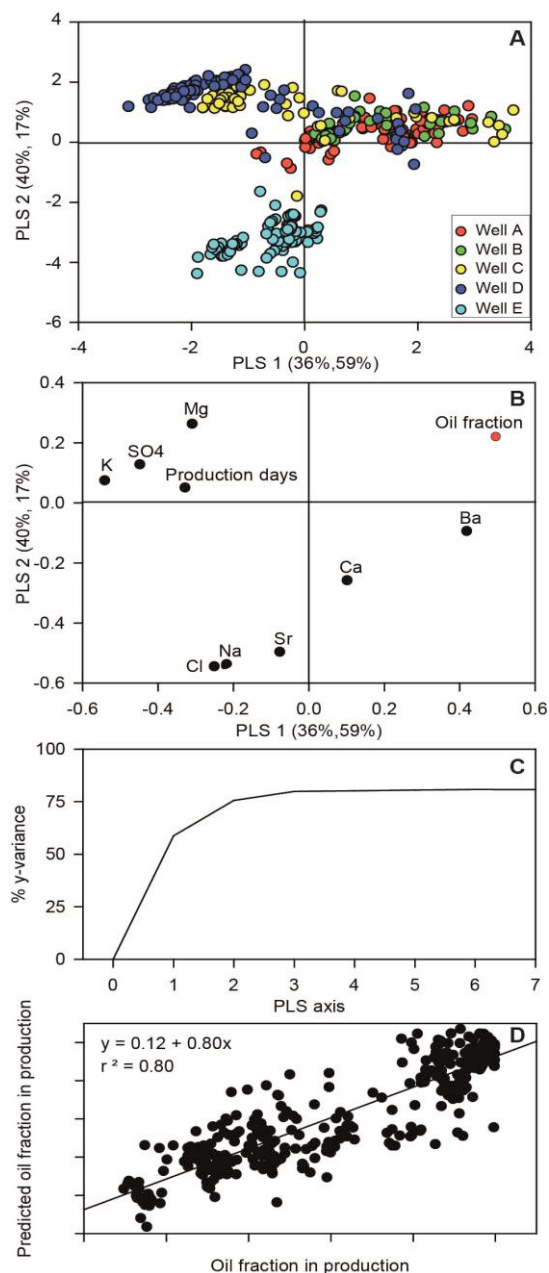 A
6
4
2
0
-2
-4
-6
PLS 2 (40%, 17%)
Well A
Well B
Well C
Well D
Well E
-4
-2
0
2
4
PLS 1 (36%,59%)
B
0.4
0.2
0.0
-0.2
-0.4
-0.6
PLS 2 (40%, 17%)
Mg
Oil fraction
SO4
K
Production days
Ba
Ca
Sr
Na
Cl
-0.6
-0.4
-0.2
0.0
0.2
0.4
0.6
PLS 1 (36%,59%)
C
100
75
50
25
0
% y-variance
0
1
2
3
4
5
6
7
PLS axis
D
y = 0.12 + 0.80x
r ² = 0.80
Predicted oil fraction in production
Oil fraction in production